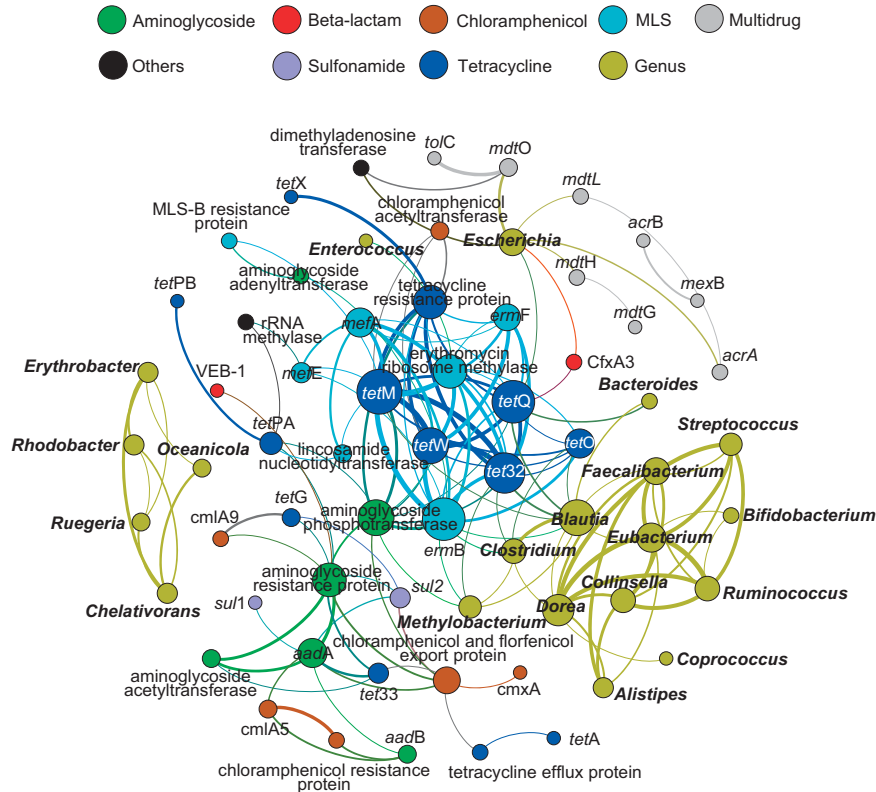 Aminoglycoside
Beta-lactam
Chloramphenicol
MLS
Multidrug
Others
Sulfonamide
Tetracycline
Genus
dimethyladenosine
transferase
tolC
mdtO
tetX
mdtL
chloramphenicol
acetyltransferase
MLS-B resistance
protein
acrB
Enterococcus
Escherichia
mdtH
aminoglycoside
adenyltransferase
tetracycline
resistance protein
tetPB
mexB
mdtG
rRNA
methylase
mefA
ermF
erythromycin
ribosome methylase
Erythrobacter
VEB-1
mefE
CfxA3
acrA
Bacteroides
tetM
tetQ
tetPA
Streptococcus
Rhodobacter
Oceanicola
lincosamide
nucleotidyltransferase
tetW
tetO
tet32
Faecalibacterium
tetG
aminoglycoside
phosphotransferase
Ruegeria
cmlA9
ermB
Blautia
Bifidobacterium
Eubacterium
Clostridium
aminoglycoside
resistance protein
sul2
Collinsella
Ruminococcus
Chelativorans
sul1
Methylobacterium
Dorea
chloramphenicol and florfenicol
export protein
aadA
Coprococcus
aminoglycoside
acetyltransferase
tet33
cmxA
Alistipes
cmlA5
aadB
tetA
chloramphenicol resistance
protein
tetracycline efflux protein